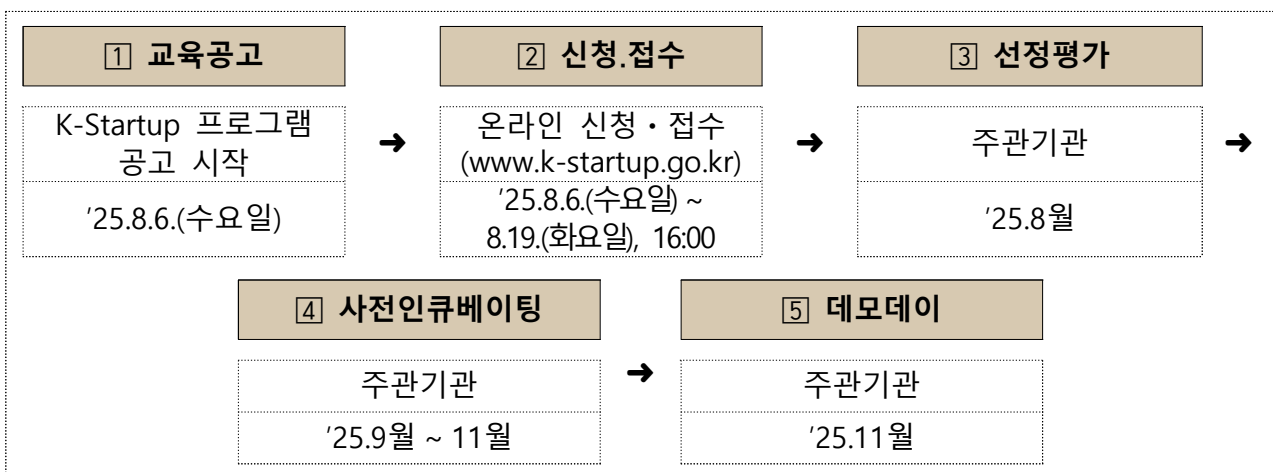 1 교육공고
2 신청.접수
3 선정평가
K-Startup 프로그램
공고 시작
➜
온라인 신청・접수
(www.k-startup.go.kr)
➜
주관기관
➜
'25.8.6.(수요일)
'25.8.6.(수요일) ~
8.19.(화요일), 16:00
'25.8월
4 사전인큐베이팅
5 데모데이
주관기관
➜
주관기관
'25.9월 ~ 11월
'25.11월